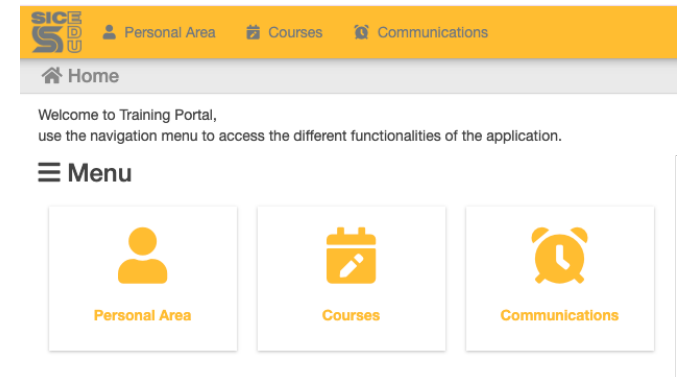 SICE
EDU
Personal Area Courses Communications
Home
Welcome to Training Portal,
use the navigation menu to access the different functionalities of the application.
Menu
Personal Area Courses Communications